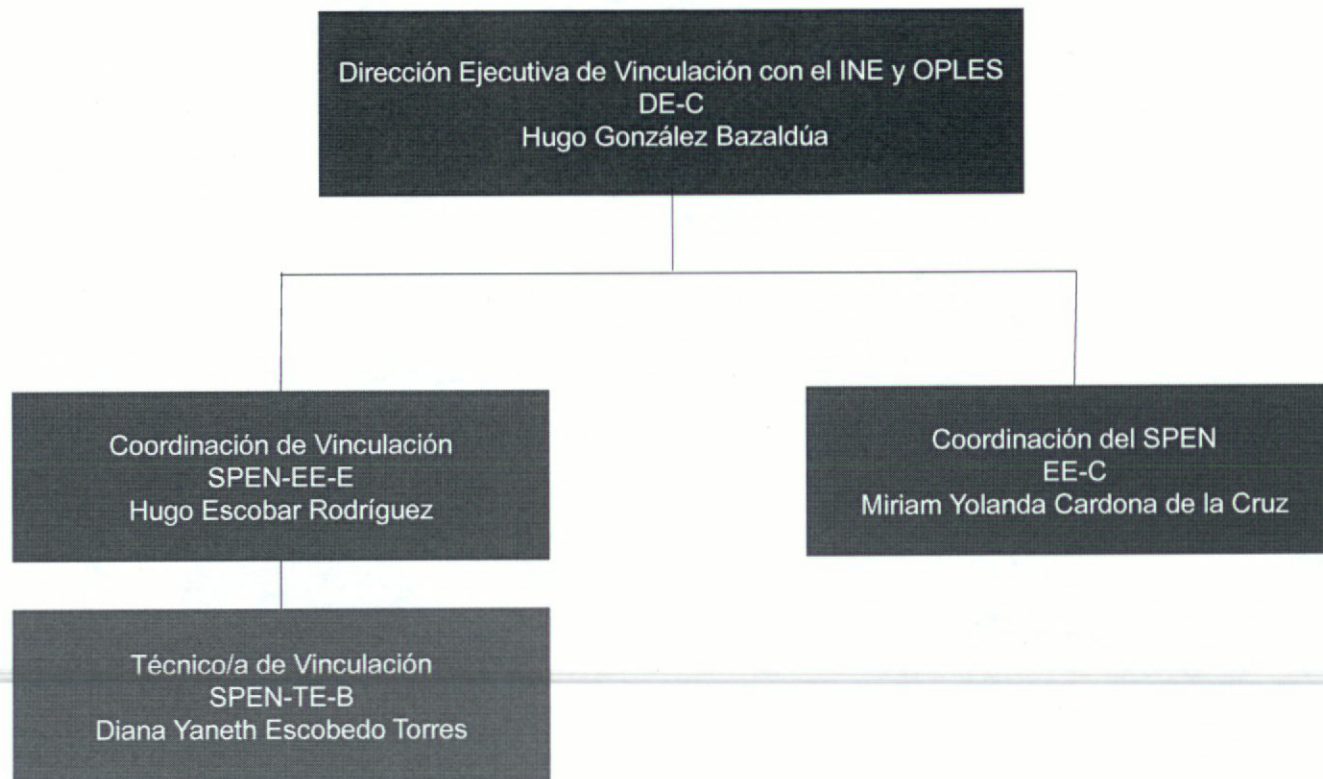 Dirección Ejecutiva de Vinculación con el INE y OPLES
DE-C
Hugo González Bazaldúa
Coordinación de Vinculación
SPEN-EE-E
Hugo Escobar Rodríguez
Coordinación del SPEN
EE-C
Miriam Yolanda Cardona de la Cruz
Técnico/a de Vinculación
SPEN-TE-B
Diana Yaneth Escobedo Torres